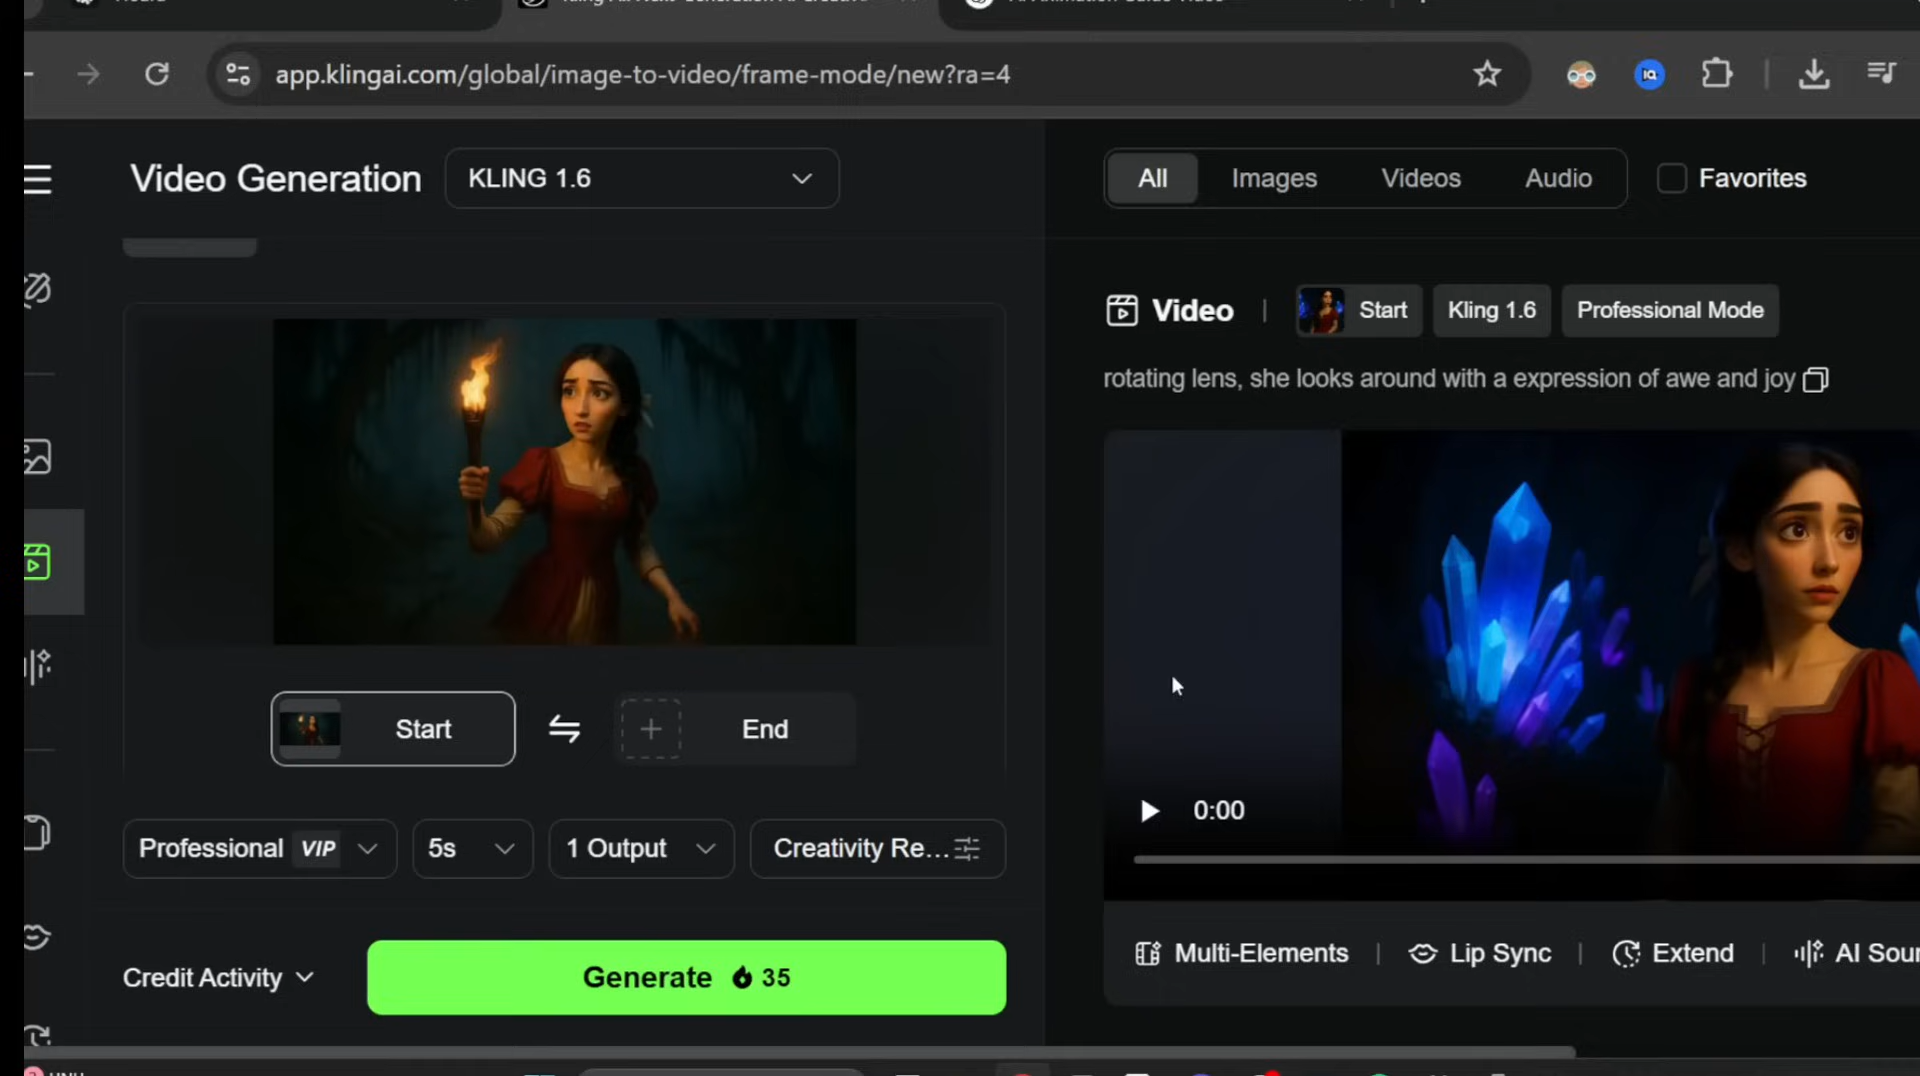 app.klingai.com/global/image-to-video/frame-mode/new?ra=4
Video Generation
KLING 1.6
All
Images
Videos
Audio
Favorites
Video
Start
Kling 1.6
Professional Mode
rotating lens, she looks around with a expression of awe and joy
Start
End
0:00
Professional VIP
5s
1 Output
Creativity Re...
Multi-Elements
Lip Sync
Extend
AI Sou
Credit Activity
Generate 35